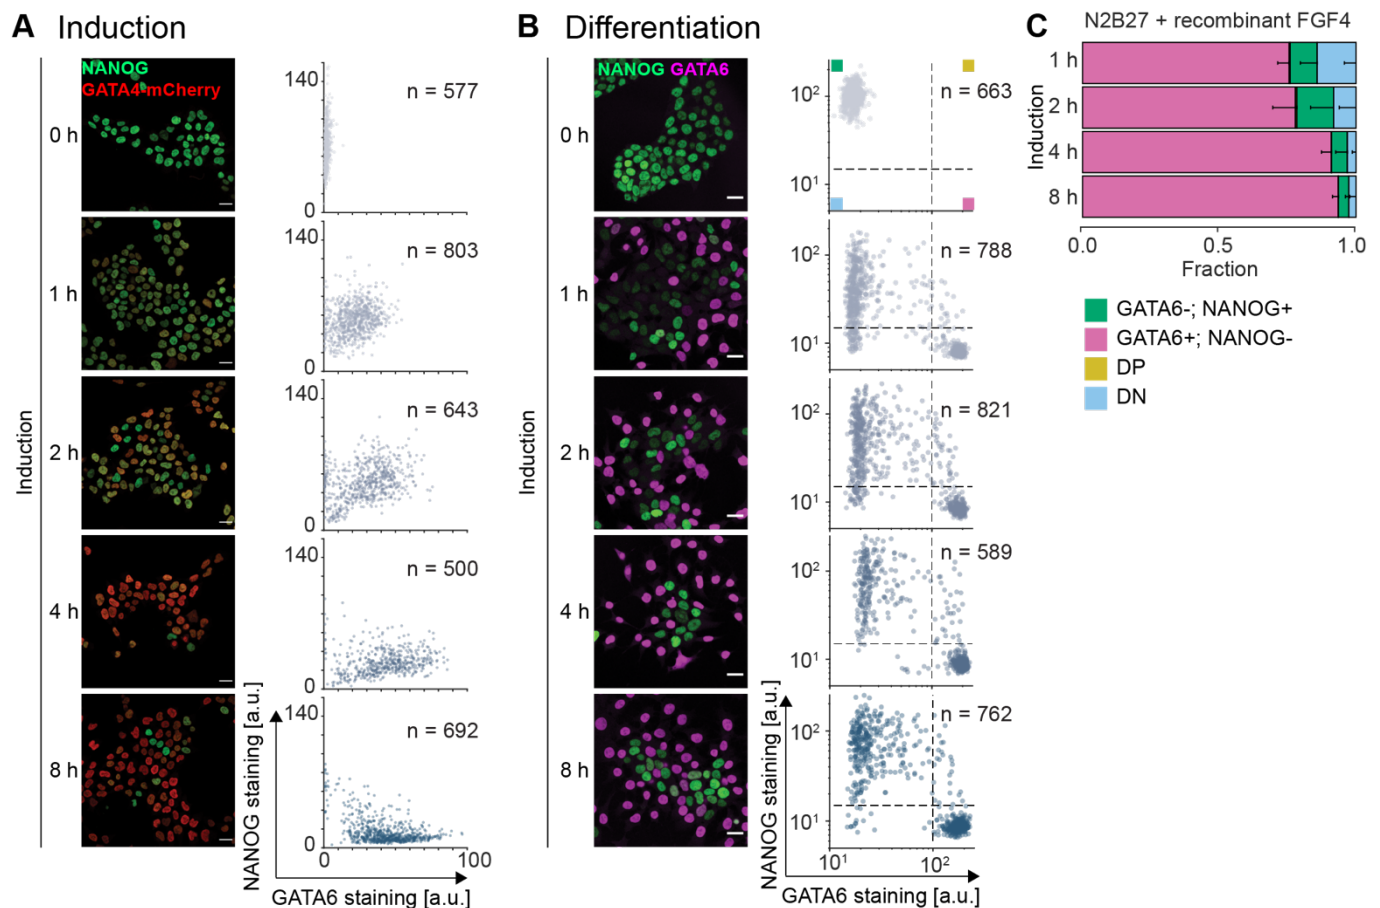 A Induction
NANOG
GATA4-mCherry
0 h
1 h
2 h
4 h
8 h
Induction
140
0
n = 577
140
0
n = 803
140
0
n = 643
140
0
n = 500
140
0
n = 692
0
100
NANOG staining [a.u.]
GATA6 staining [a.u.]
B Differentiation
NANOG GATA6
0 h
1 h
2 h
4 h
8 h
Induction
10²
10¹
n = 663
10²
10¹
n = 788
10²
10¹
n = 821
10²
10¹
n = 589
10²
10¹
n = 762
10¹
10²
NANOG staining [a.u.]
GATA6 staining [a.u.]
C
N2B27 + recombinant FGF4
Induction
1 h
2 h
4 h
8 h
0.0
0.5
1.0
Fraction
GATA6-; NANOG+
GATA6+; NANOG-
DP
DN